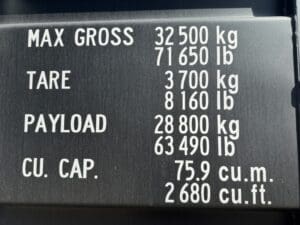 MAX GROSS 32 500 kg
71 650 lb
TARE 3 700 kg
8 160 lb
PAYLOAD 28 800 kg
63 490 lb
CU. CAP. 75.9 cu.m.
2 680 cu.ft.